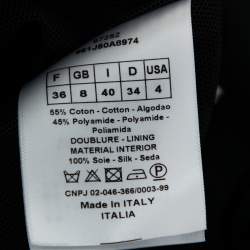 F GB I D USA
36 8 40 34 4
55% Coton - Cotton - Algodao
45% Polyamide - Polyamide -
Poliamida
DOUBLURE - LINING
MATERIAL INTERIOR
100% Soie - Silk - Seda
CNPJ 02-046-366/0003-99
Made In ITALY
ITALIA